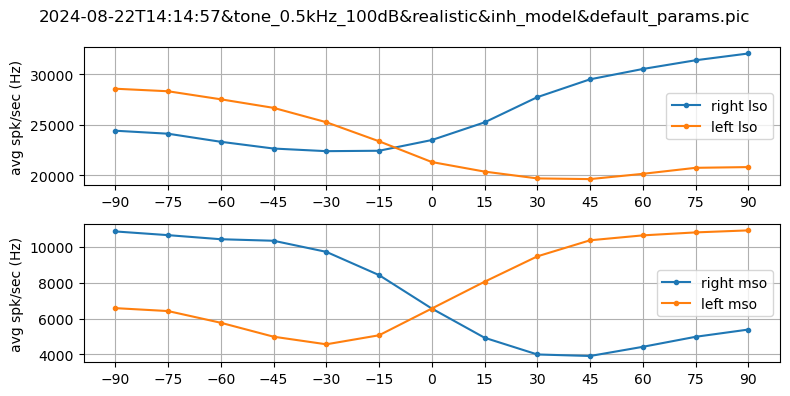 2024-08-22T14:14:57&tone_0.5kHz_100dB&realistic&inh_model&default_params.pic
avg spk/sec (Hz)
30000
25000
20000
right lso
left lso
−90 −75 −60 −45 −30 −15 0 15 30 45 60 75 90
avg spk/sec (Hz)
10000
8000
6000
4000
right mso
left mso
−90 −75 −60 −45 −30 −15 0 15 30 45 60 75 90